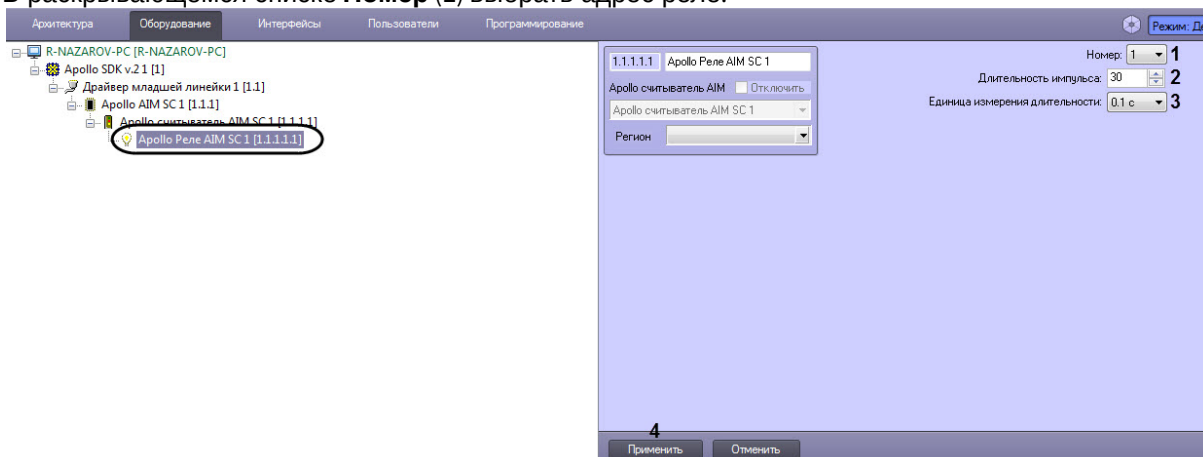 В раскрывающемся списке Номер (1) выбрать адрес реле.
Архитектура Оборудование Интерфейсы Пользователи Программирование
R-NAZAROV-PC [R-NAZAROV-PC]
Apollo SDK v.2 1 [1]
Драйвер младшей линейки 1 [1.1]
Apollo AIM SC 1 [1.1.1]
Apollo считыватель AIM SC 1 [1.1.1.1]
Apollo Реле AIM SC 1 [1.1.1.1.1]
1.1.1.1.1 Apollo Реле AIM SC 1
Apollo считыватель AIM Отключить
Apollo считыватель AIM SC 1
Регион
Режим:
Номер: 1 1
Длительность импульса: 30 2
Единица измерения длительности: 0.1 с 3
4
Применить Отменить